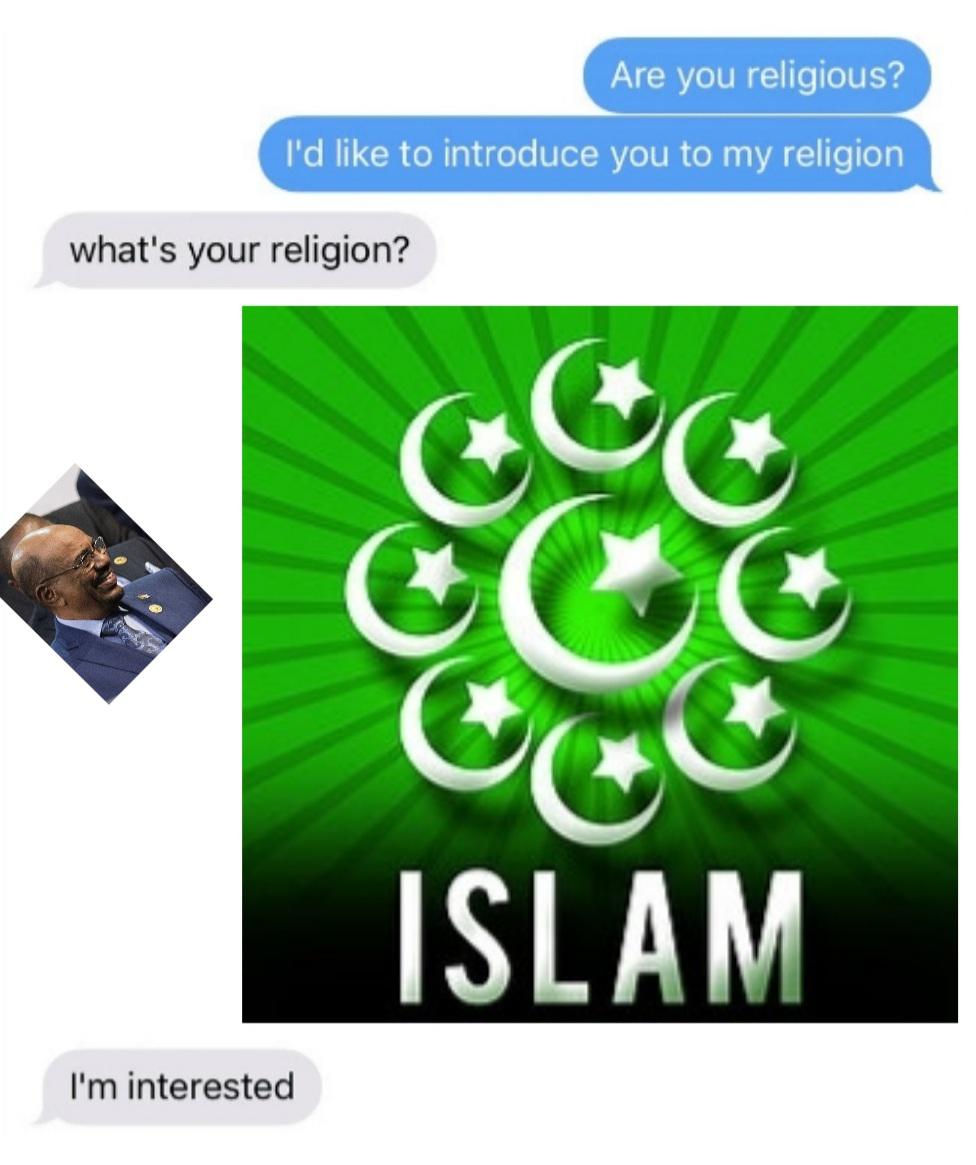 Are you religious?
I'd like to introduce you to my religion
what's your religion?
ISLAM
I'm interested